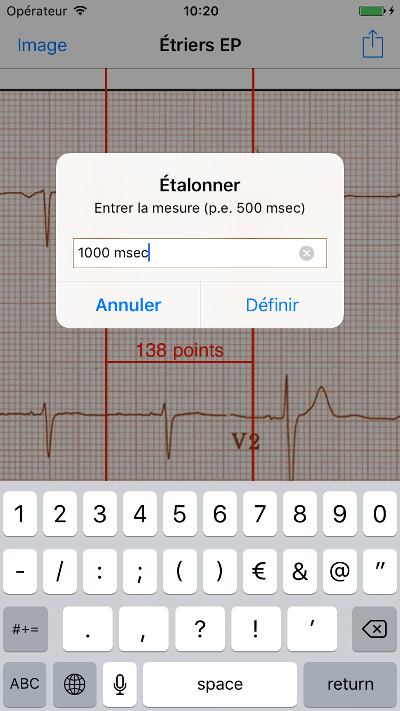 Opérateur 10:20
Image Étriers EP
Étalonner
Entrer la mesure (p.e. 500 msec)
1000 msec
Annuler Définir
138 points
V2
1 2 3 4 5 6 7 8 9 0
- / : ; ( ) € & @ "
#+= . , ? ! '
ABC space return